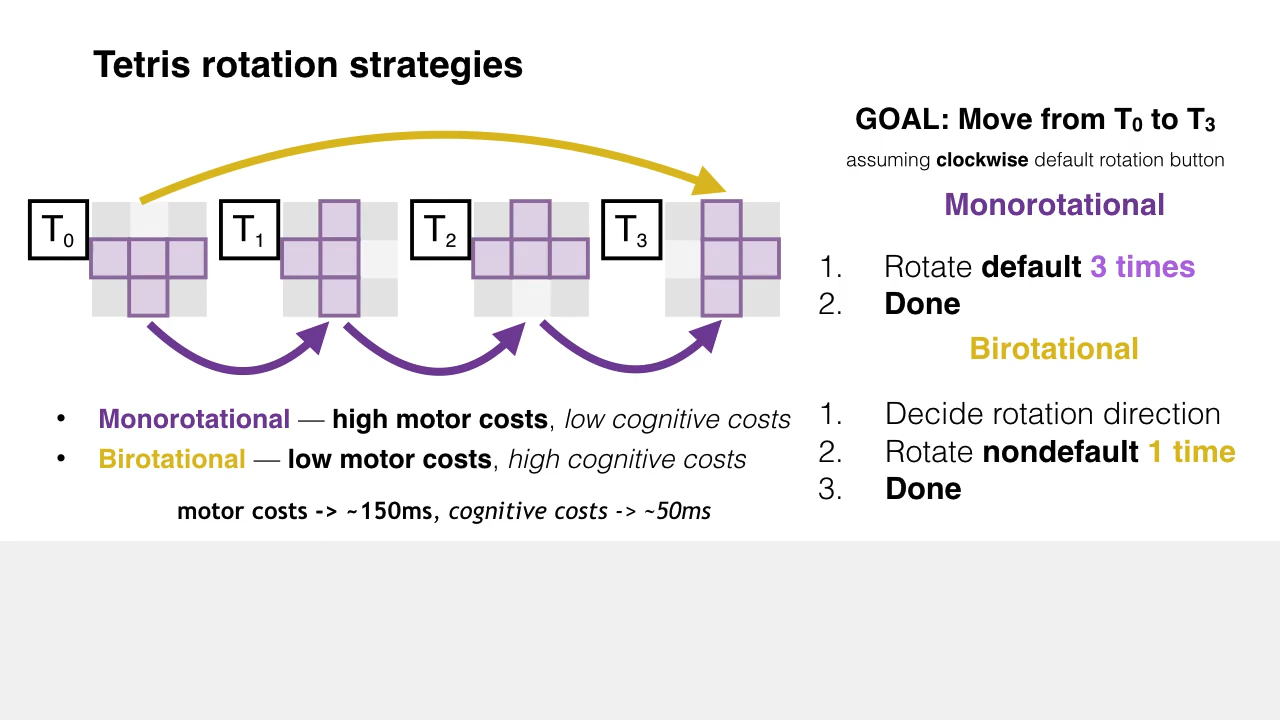 Tetris rotation strategies
T0
T1
T2
T3
• Monorotational — high motor costs, low cognitive costs
• Birotational — low motor costs, high cognitive costs
motor costs -> ~150ms, cognitive costs -> ~50ms
GOAL: Move from T0 to T3
assuming clockwise default rotation button
Monorotational
1. Rotate default 3 times
2. Done
Birotational
1. Decide rotation direction
2. Rotate nondefault 1 time
3. Done